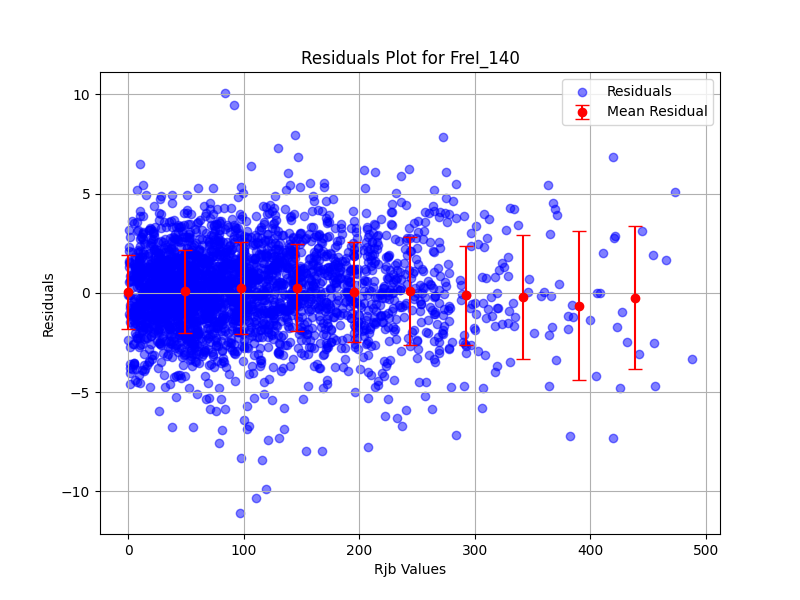 Residuals Plot for FreI_140
Residuals
Mean Residual
10
5
0
−5
−10
Residuals
0 100 200 300 400 500
Rjb Values